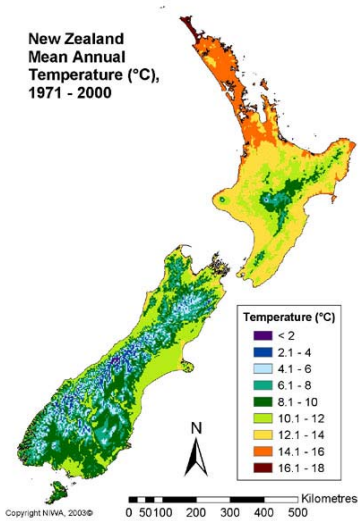 New Zealand
Mean Annual
Temperature (°C),
1971 - 2000
Temperature (°C)
< 2
2.1 - 4
4.1 - 6
6.1 - 8
8.1 - 10
10.1 - 12
12.1 - 14
14.1 - 16
16.1 - 18
N
Kilometres
0 50 100 200 300 400 500
Copyright NIWA, 2003©